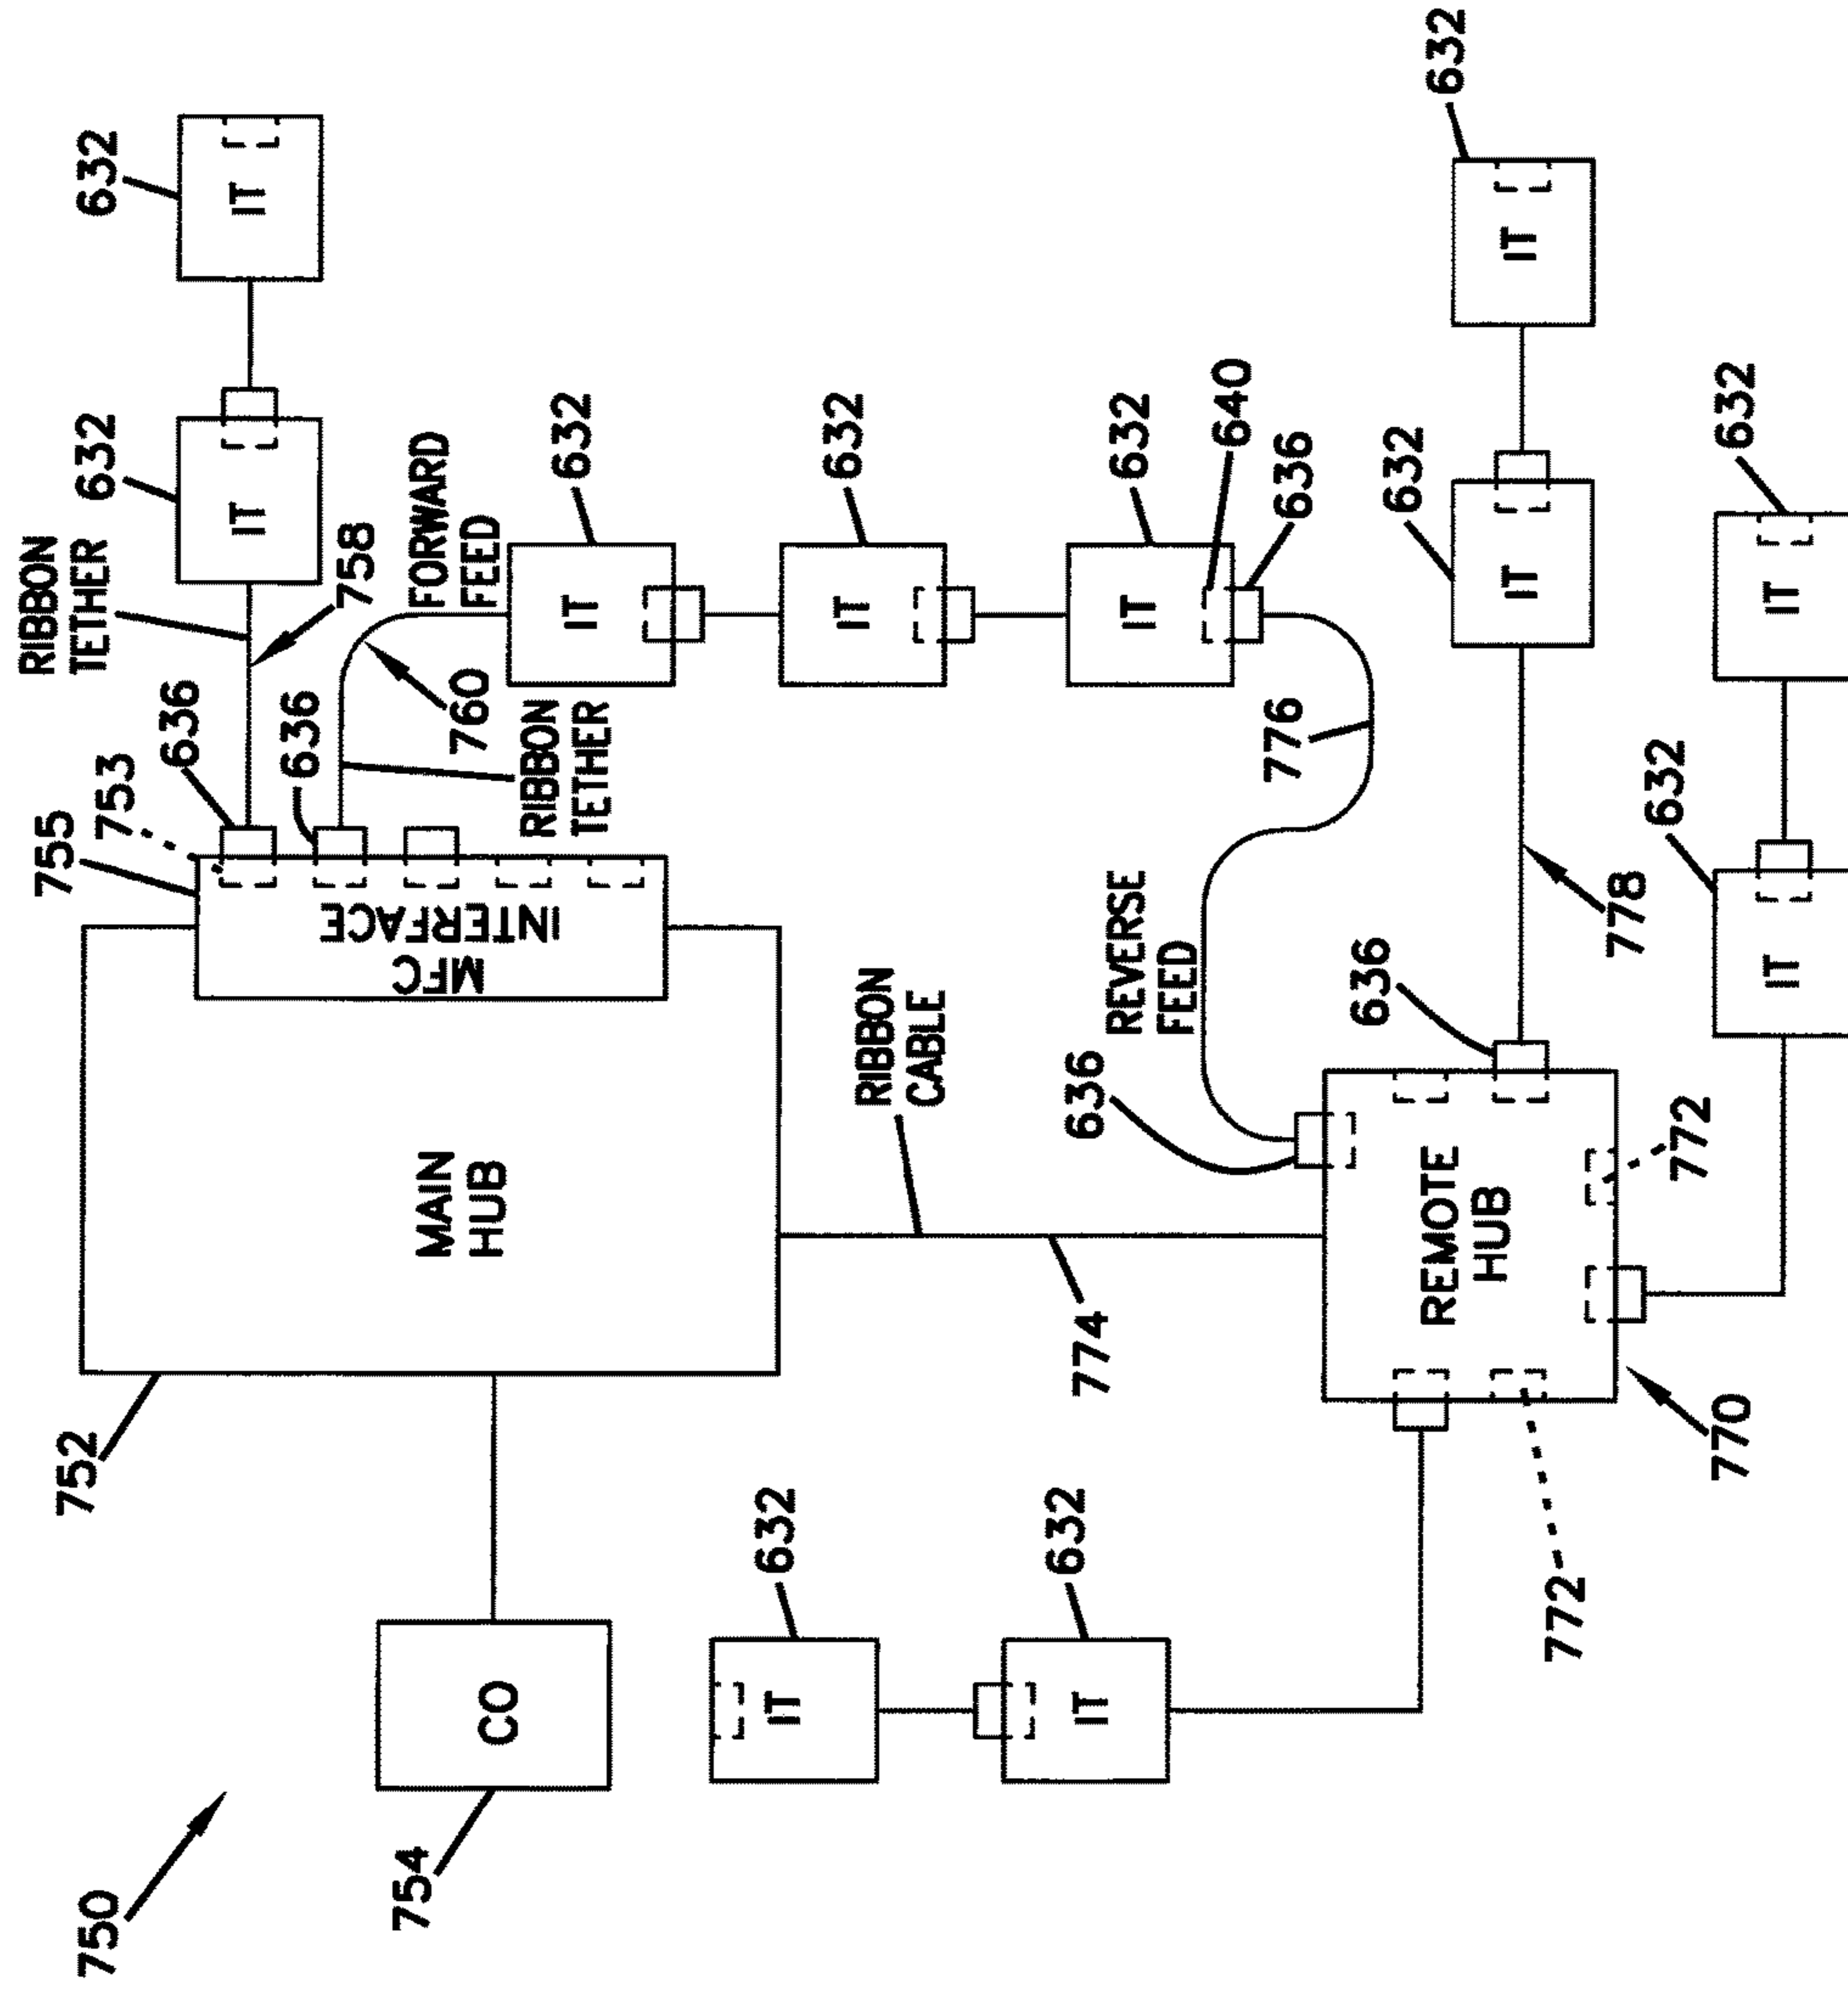 750
754
CO
752
MAIN
HUB
755
753
MFC
INTERFACE
636
636
RIBBON
TETHER
758
632
IT
632
IT
760
RIBBON
TETHER
FORWARD
FEED
IT
632
IT
632
IT
632
640
636
776
REVERSE
FEED
RIBBON
CABLE
774
636
REMOTE
HUB
770
772
772
636
778
632
IT
632
IT
632
IT
632
IT
632
IT
632
IT